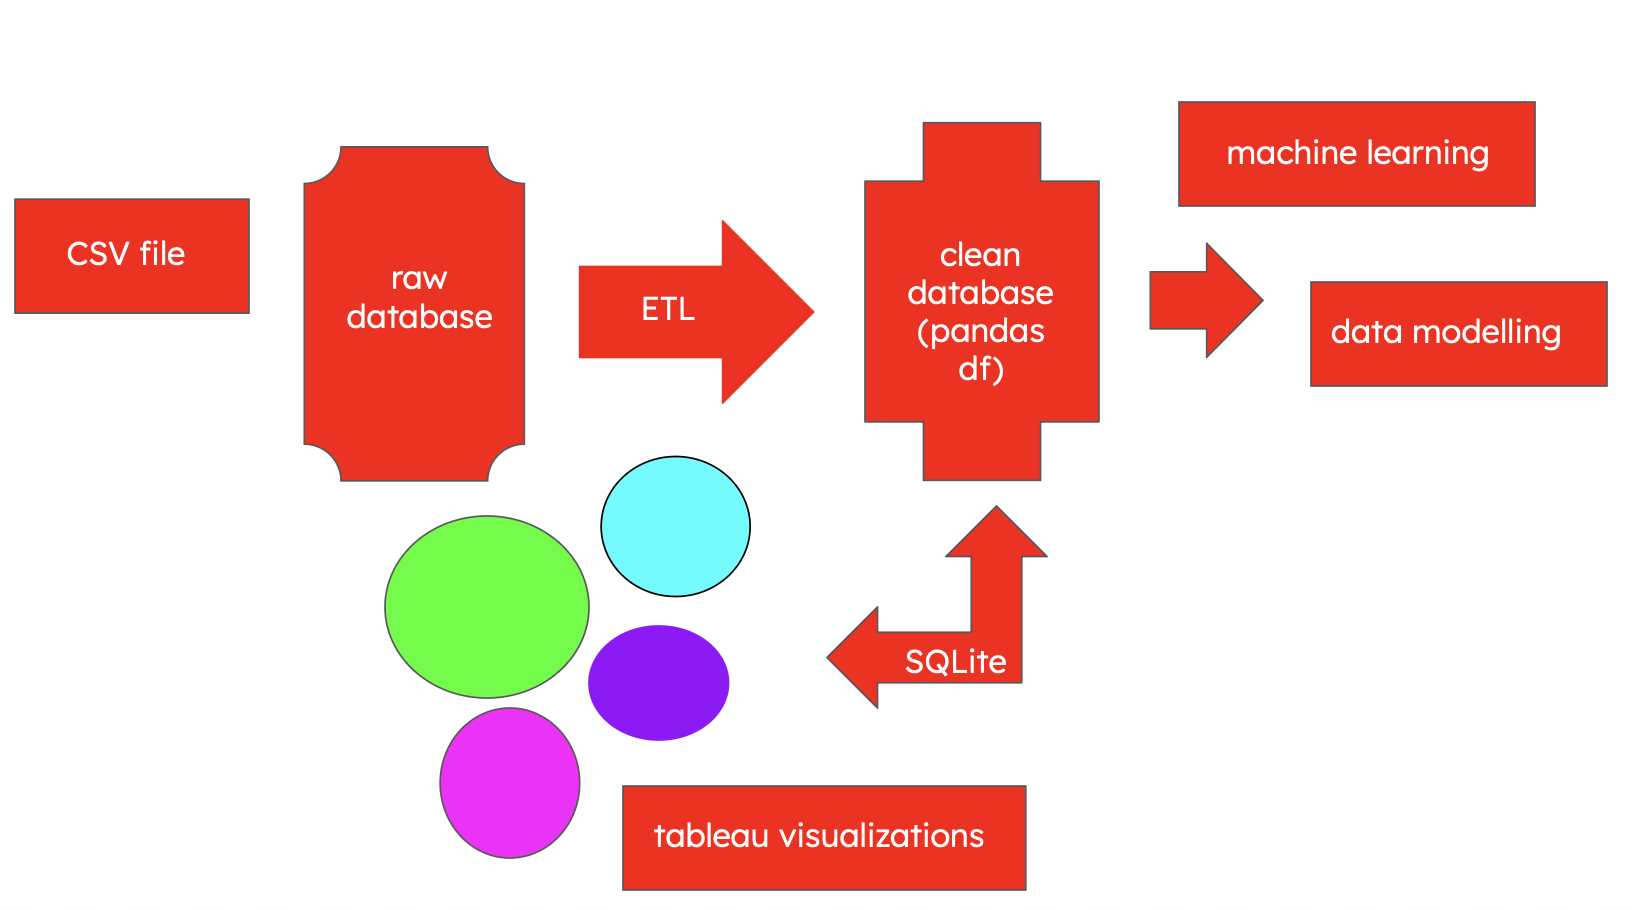 CSV file
raw
database
ETL
clean
database
(pandas
df)
machine learning
data modelling
SQLite
tableau visualizations